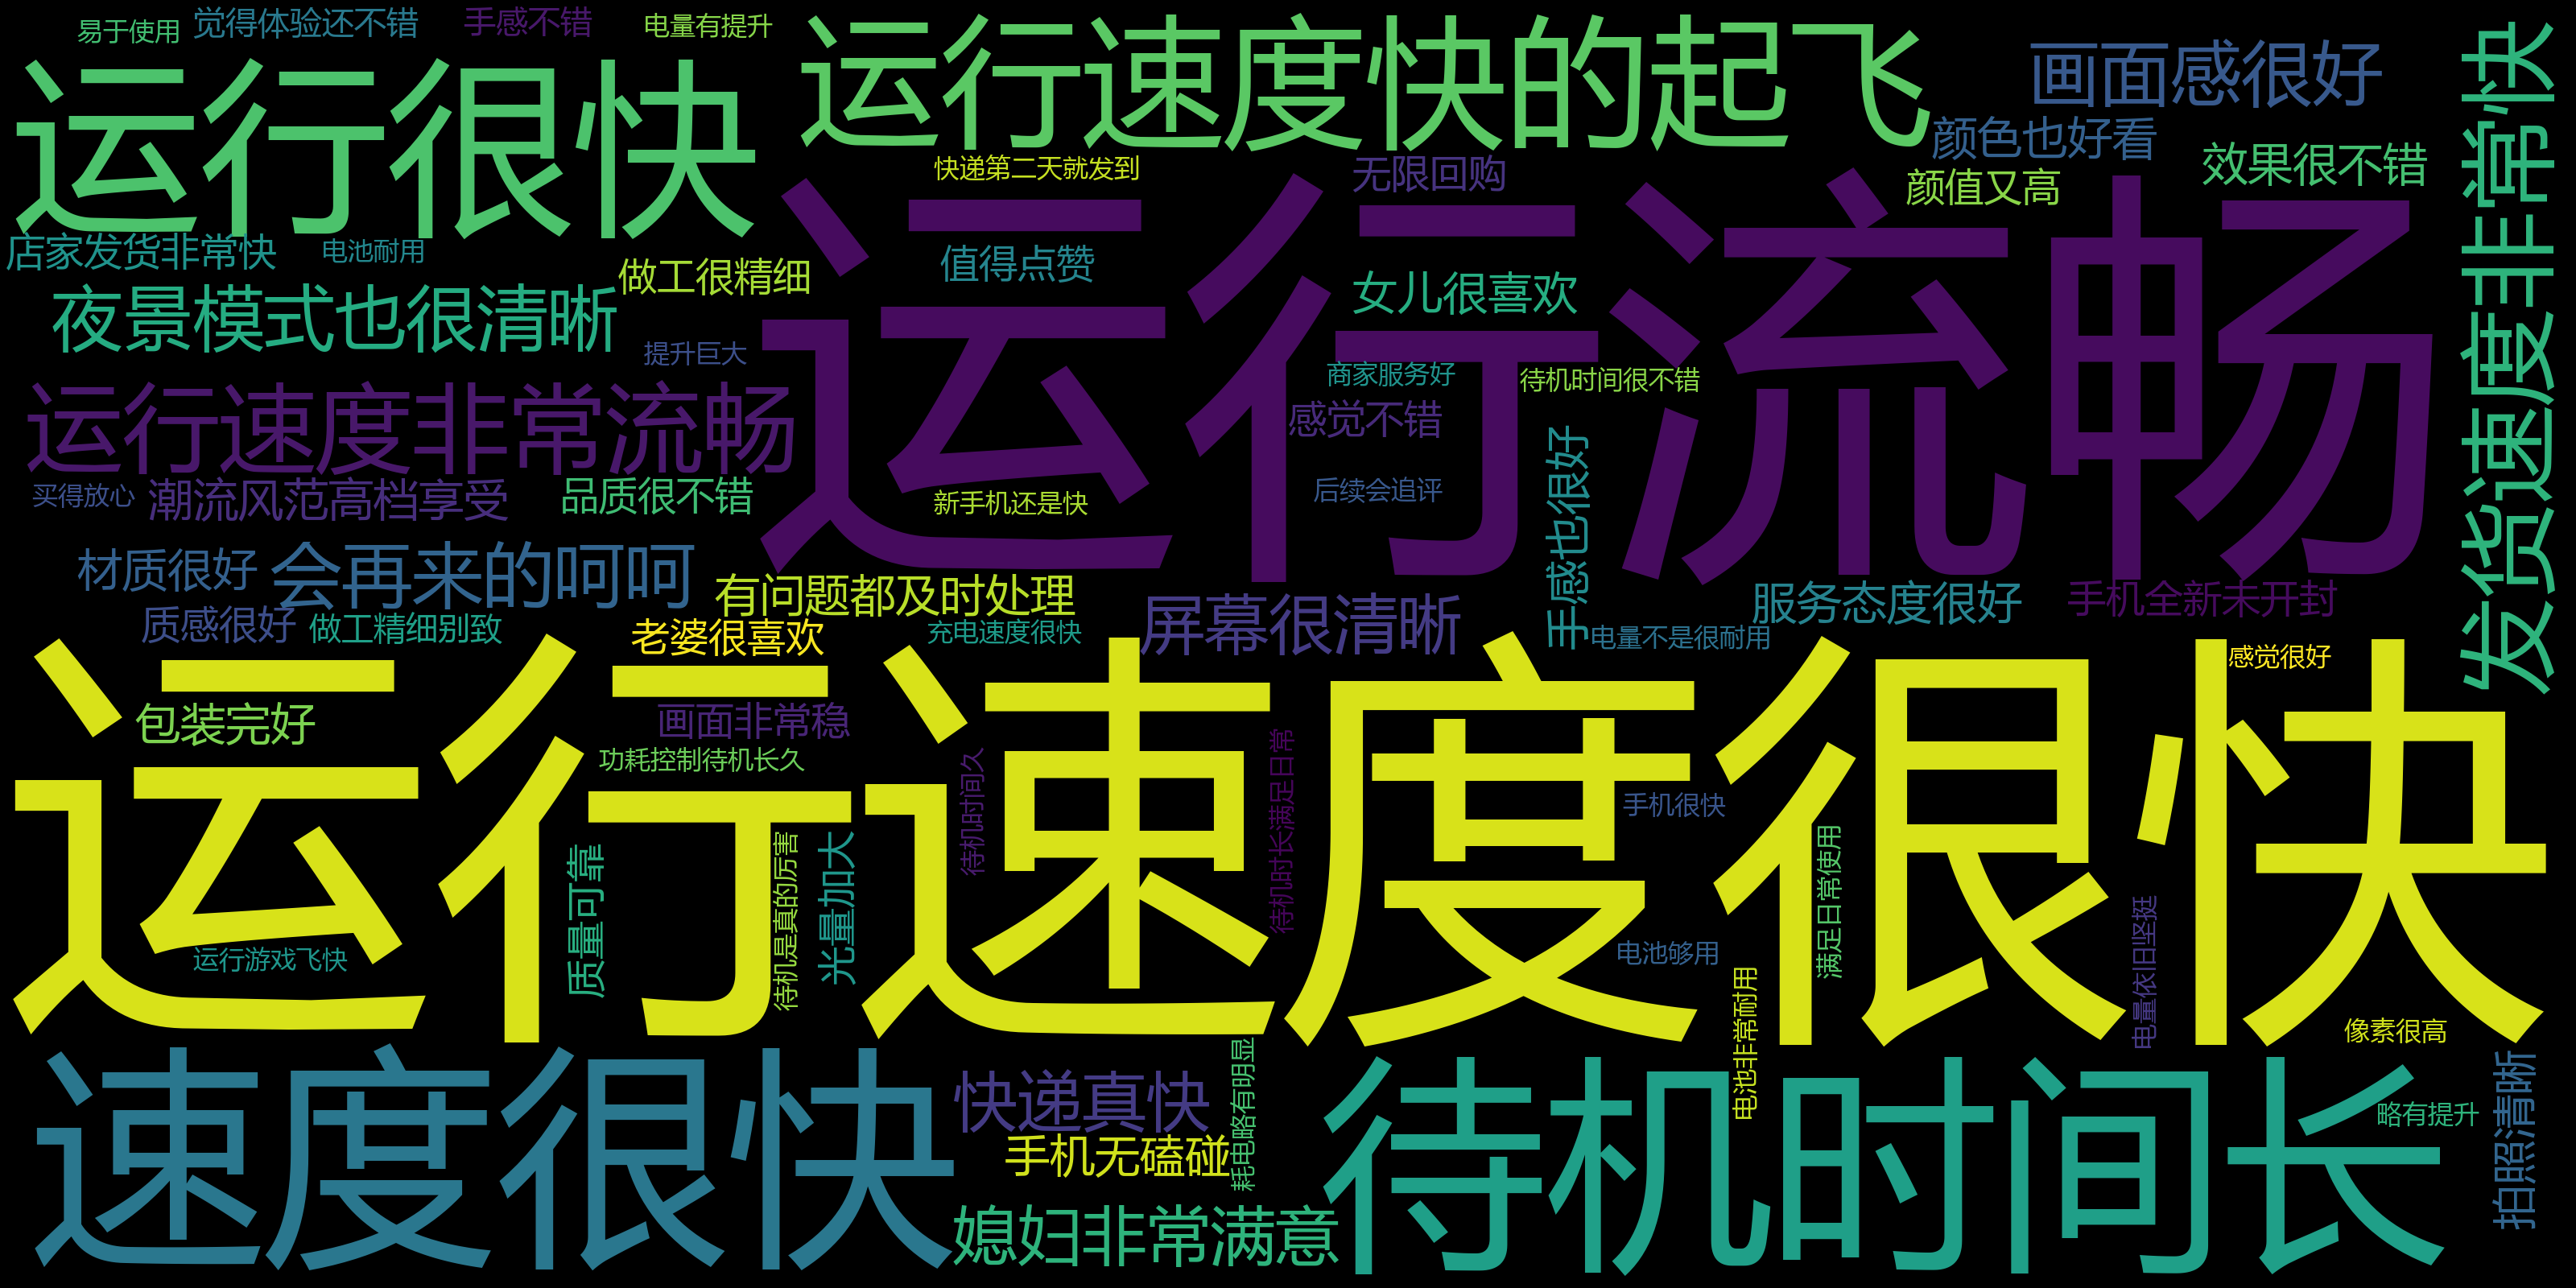 易于使用
觉得体验还不错
手感不错
电量有提升
运行速度快的起飞
画面感很好
运行很快
颜色也好看
效果很不错
发货速度非常快
快递第二天就发到
无限回购
颜值又高
店家发货非常快
电池耐用
做工很精细
值得点赞
女儿很喜欢
运行流畅
夜景模式也很清晰
提升巨大
商家服务好
待机时间很不错
运行速度非常流畅
感觉不错
买得放心
潮流风范高档享受
品质很不错
新手机还是快
后续会追评
手感也很好
材质很好
会再来的呵呵
有问题都及时处理
屏幕很清晰
服务态度很好
手机全新未开封
质感很好
做工精细别致
老婆很喜欢
充电速度很快
电量不是很耐用
感觉很好
运行速度很快
包装完好
画面非常稳
功耗控制待机长久
待机时间久
待机时长满足日常
手机很快
质量可靠
待机是真的厉害
光量加大
满足日常使用
电量依旧坚挺
运行游戏飞快
电池够用
电池非常耐用
像素很高
速度很快
快递真快
耗电略有明显
待机时间长
略有提升
拍照清晰
手机无磕碰
媳妇非常满意